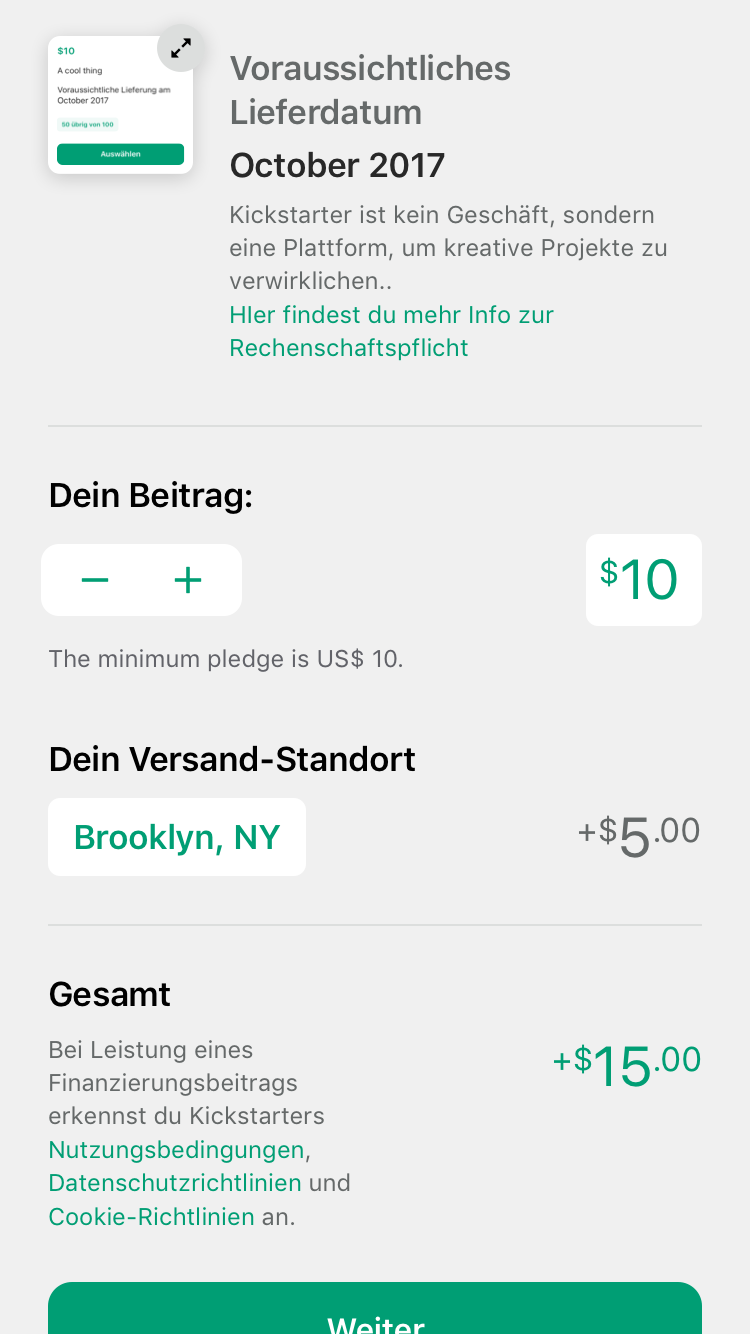 $10
A cool thing
Voraussichtliche Lieferung am
October 2017
50 übrig von 100
Auswählen
Voraussichtliches
Lieferdatum
October 2017
Kickstarter ist kein Geschäft, sondern
eine Plattform, um kreative Projekte zu
verwirklichen..
HIer findest du mehr Info zur
Rechenschaftspflicht
Dein Beitrag:
− +
$10
The minimum pledge is US$ 10.
Dein Versand-Standort
Brooklyn, NY
+$5.00
Gesamt
Bei Leistung eines
Finanzierungsbeitrags
erkennst du Kickstarters
Nutzungsbedingungen,
Datenschutzrichtlinien und
Cookie-Richtlinien an.
+$15.00
Weiter